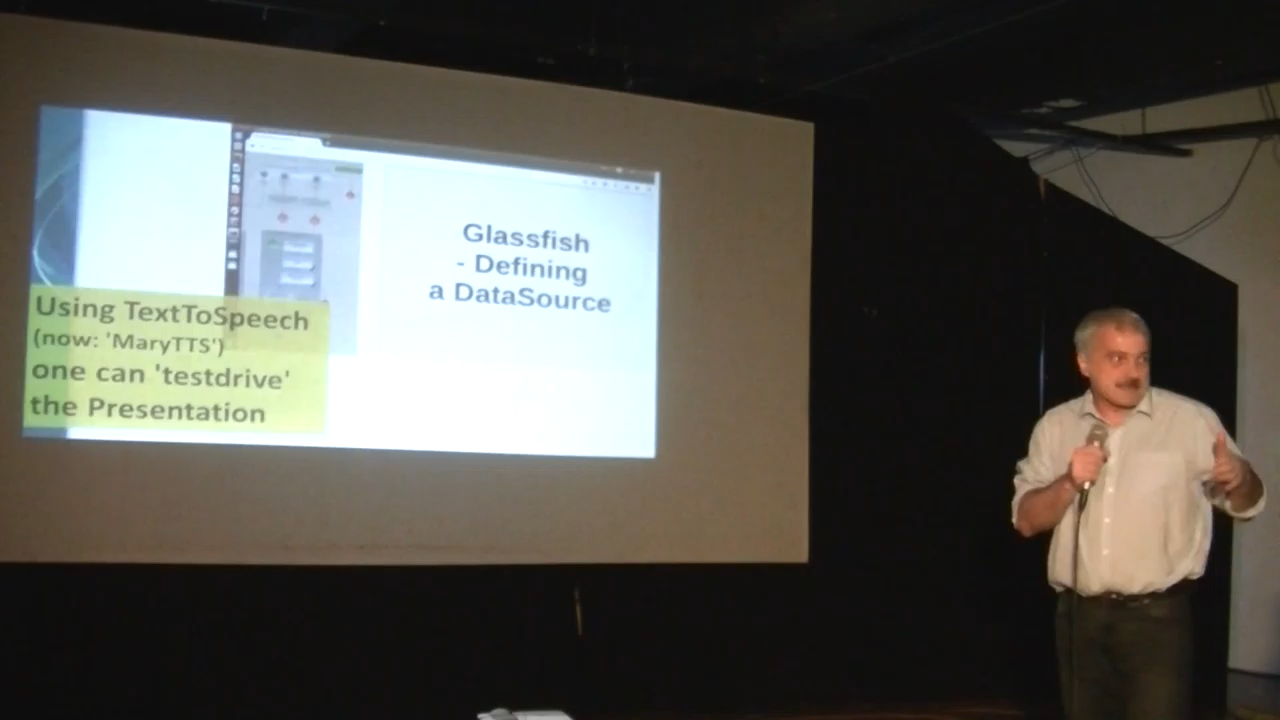 Glassfish
- Defining
a DataSource
Using TextToSpeech
(now: 'MaryTTS')
one can 'testdrive'
the Presentation